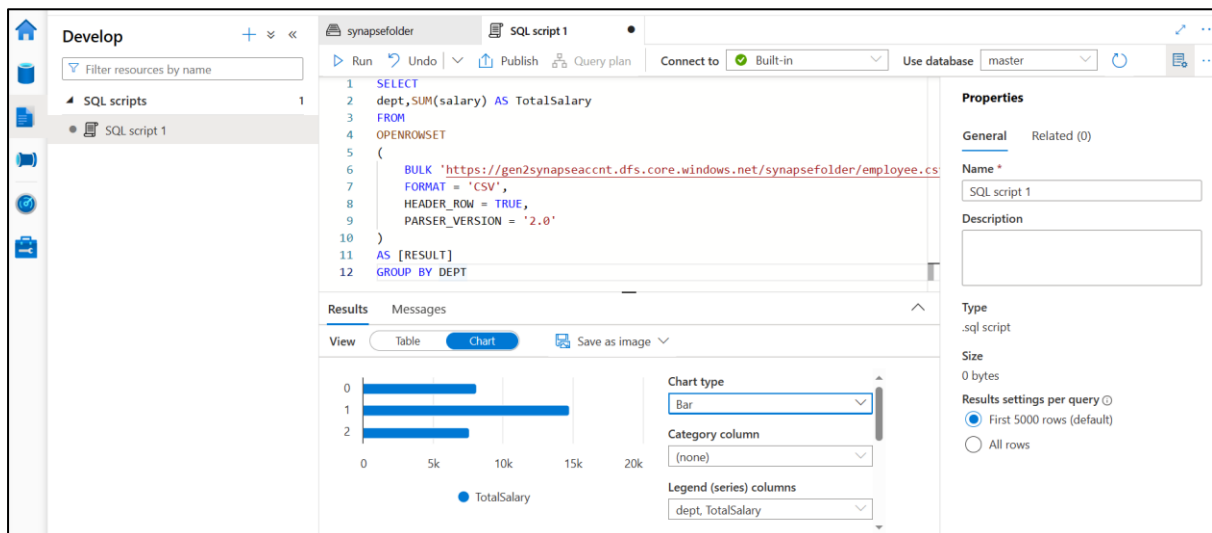 Develop
Filter resources by name
SQL scripts 1
SQL script 1
synapsefolder
SQL script 1
Run Undo Publish Query plan Connect to Built-in Use database master
1 SELECT
2 dept,SUM(salary) AS TotalSalary
3 FROM
4 OPENROWSET
5 (
6 BULK 'https://gen2synapseaccnt.dfs.core.windows.net/synapsefolder/employee.cs
7 FORMAT = 'CSV',
8 HEADER_ROW = TRUE,
9 PARSER_VERSION = '2.0'
10 )
11 AS [RESULT]
12 GROUP BY DEPT
Results Messages
View Table Chart Save as image
0
1
2
0 5k 10k 15k 20k
TotalSalary
Chart type
Bar
Category column
(none)
Legend (series) columns
dept, TotalSalary
Properties
General Related (0)
Name *
SQL script 1
Description
Type
.sql script
Size
0 bytes
Results settings per query
First 5000 rows (default)
All rows